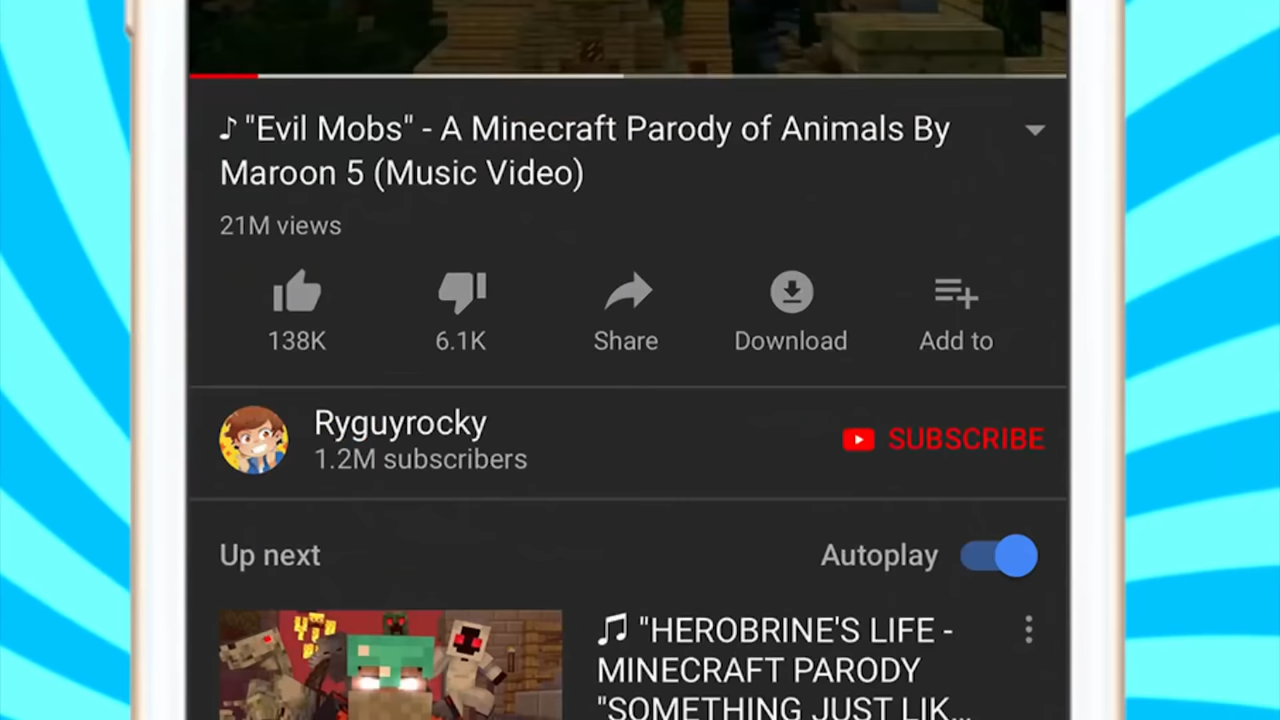 ♪ "Evil Mobs" - A Minecraft Parody of Animals By
Maroon 5 (Music Video)
21M views
138K
6.1K
Share
Download
Add to
Ryguyrocky
1.2M subscribers
SUBSCRIBE
Up next
Autoplay
🎵 "HEROBRINE'S LIFE -
MINECRAFT PARODY
"SOMETHING JUST LIK...